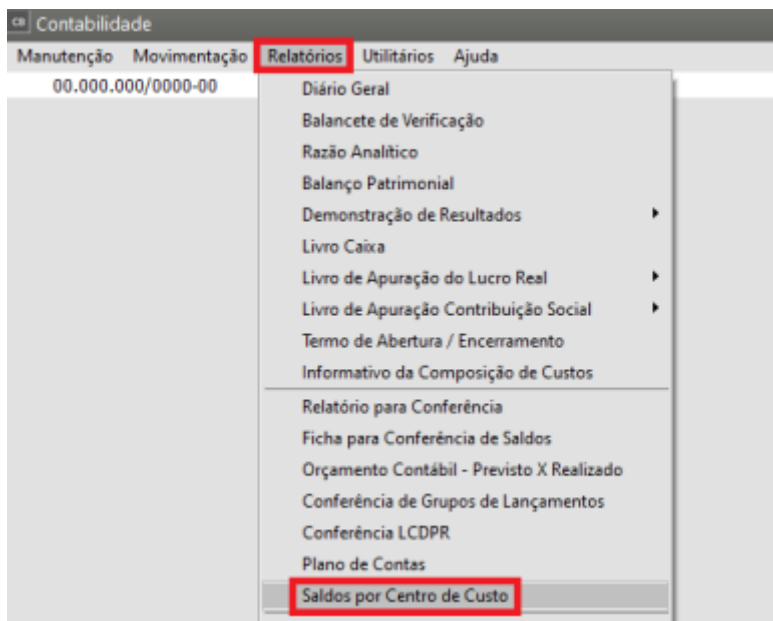 CB Contabilidade
Manutenção Movimentação Relatórios Utilitários Ajuda
00.000.000/0000-00
Diário Geral
Balancete de Verificação
Razão Analítico
Balanço Patrimonial
Demonstração de Resultados
Livro Caixa
Livro de Apuração do Lucro Real
Livro de Apuração Contribuição Social
Termo de Abertura / Encerramento
Informativo da Composição de Custos
Relatório para Conferência
Ficha para Conferência de Saldos
Orçamento Contábil - Previsto X Realizado
Conferência de Grupos de Lançamentos
Conferência LCDPR
Plano de Contas
Saldos por Centro de Custo